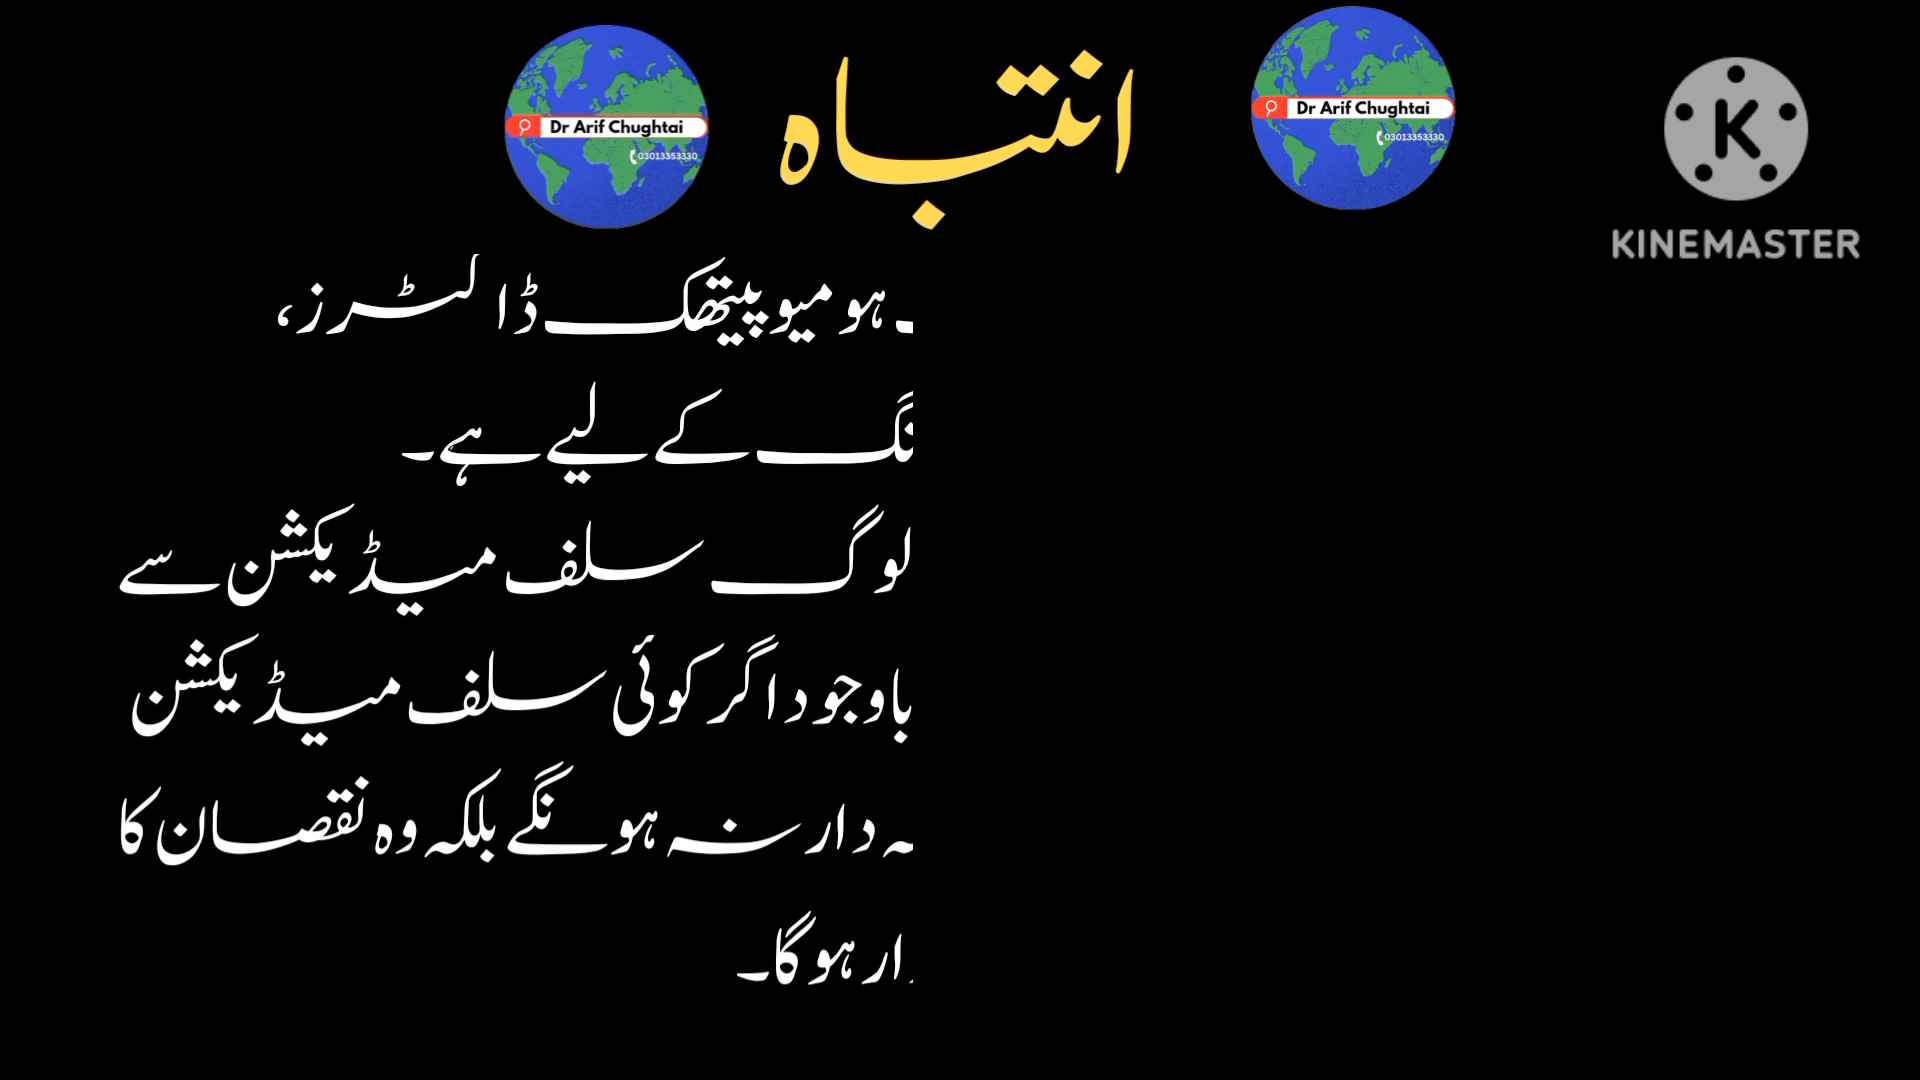 انتباہ
Dr Arif Chughtai
03013353330
Dr Arif Chughtai
03013353330
KINEMASTER
ہومیوپیتھک ڈاکٹرز،
کے لیے ہے۔
لوگ سلف میڈیکشن سے
باوجود اگر کوئی سلف میڈیکشن
دار نہ ہونگے بلکہ وہ نقصان کا
ہوگا۔